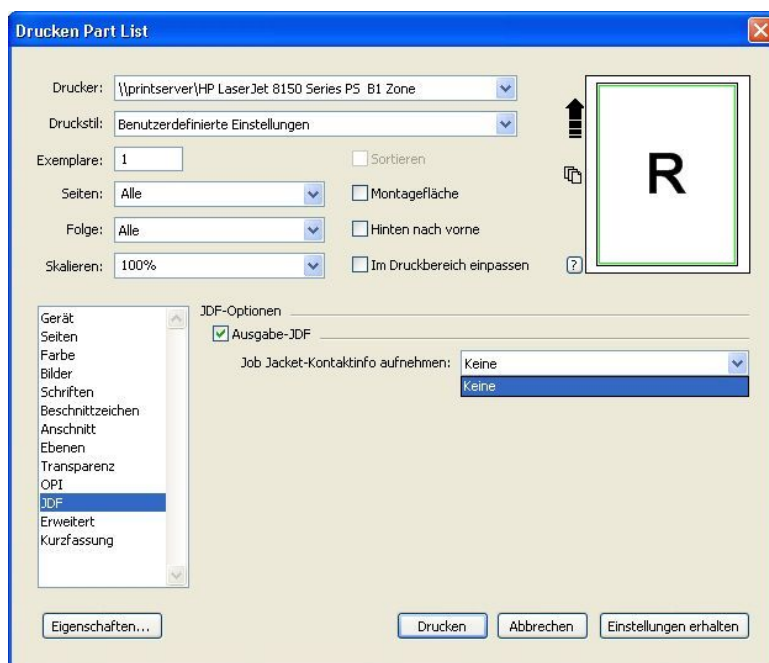 Drucken Part List
Drucker: \\printserver\HP LaserJet 8150 Series PS B1 Zone
Druckstil: Benutzerdefinierte Einstellungen
Exemplare: 1 Sortieren
Seiten: Alle Montagefläche
Folge: Alle Hinten nach vorne
Skalieren: 100% Im Druckbereich einpassen ?
R
Gerät
Seiten
Farbe
Bilder
Schriften
Beschnittzeichen
Anschnitt
Ebenen
Transparenz
OPI
JDF
Erweitert
Kurzfassung
JDF-Optionen
Ausgabe-JDF
Job Jacket-Kontaktinfo aufnehmen: Keine
Keine
Eigenschaften... Drucken Abbrechen Einstellungen erhalten